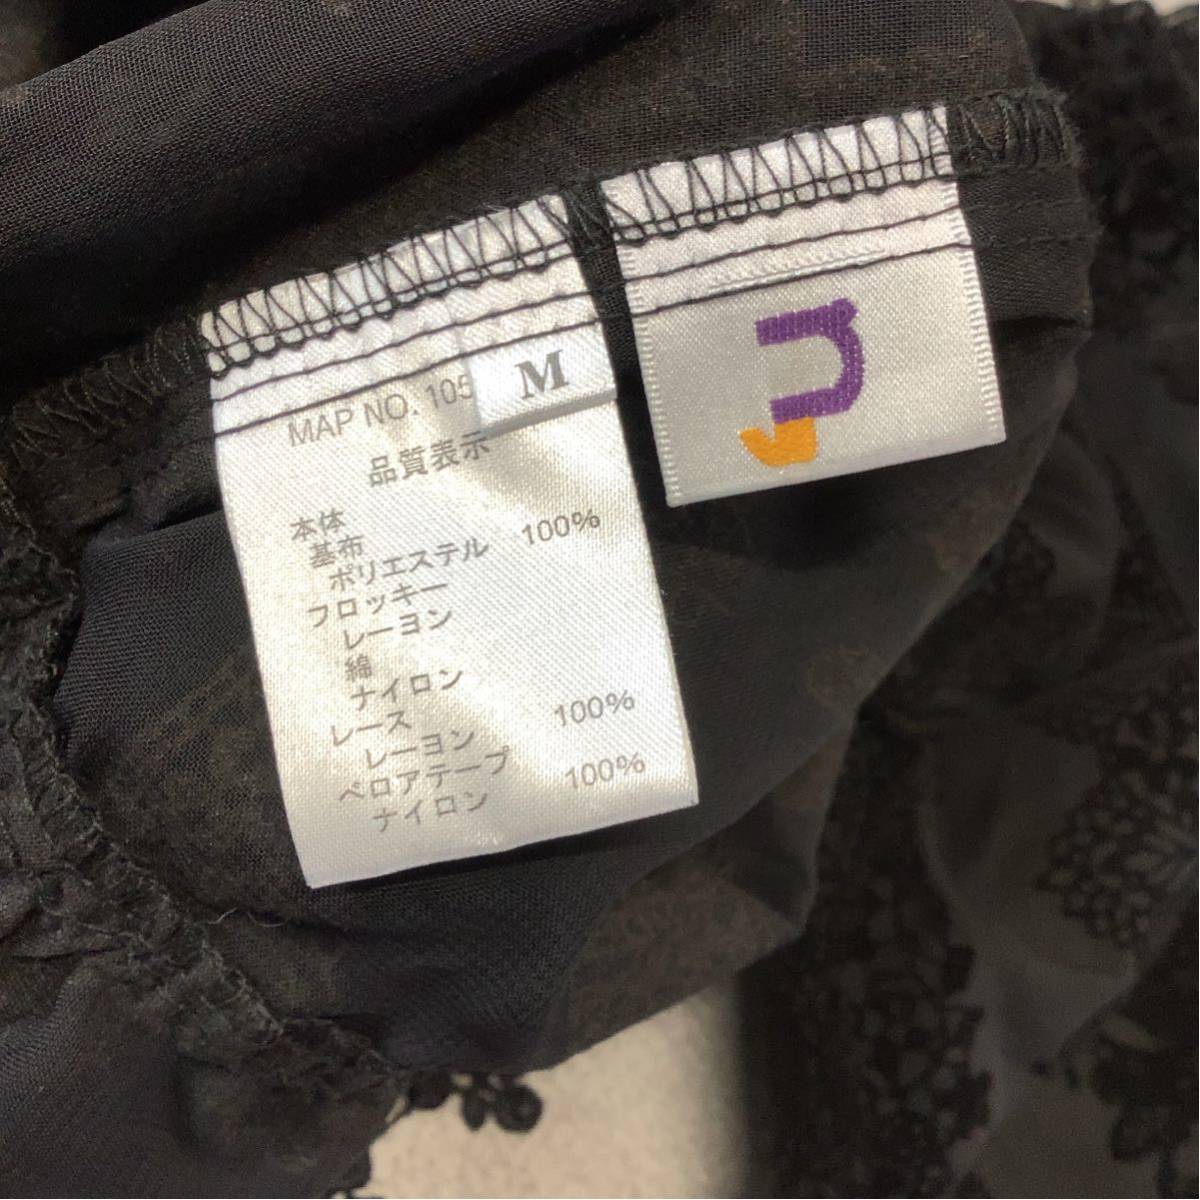 M
MAP NO. 105
品質表示
本体
基布
ポリエステル 100%
フロッキー
レーヨン
綿
ナイロン
レース
レーヨン 100%
ベロアテープ
ナイロン 100%